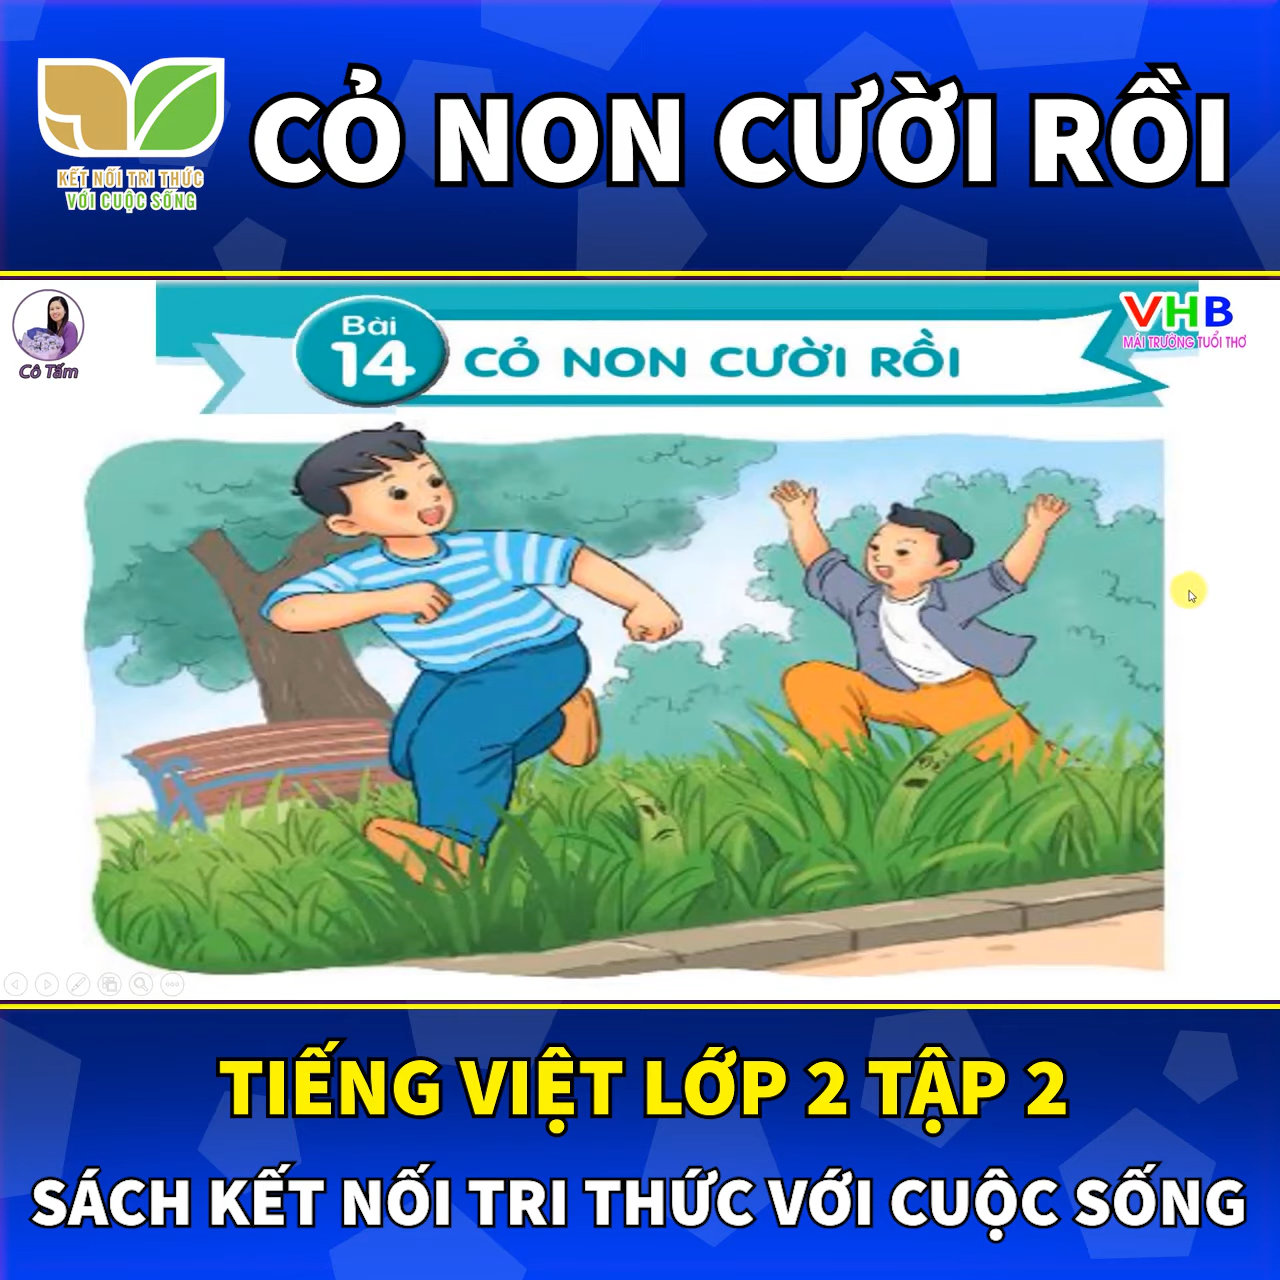 CỎ NON CƯỜI RỒI
KẾT NỐI TRI THỨC
VỚI CUỘC SỐNG
Bài
14
CỎ NON CƯỜI RỒI
VHB
MÁI TRƯỜNG TUỔI THƠ
Cô Tấm
TIẾNG VIỆT LỚP 2 TẬP 2
SÁCH KẾT NỐI TRI THỨC VỚI CUỘC SỐNG